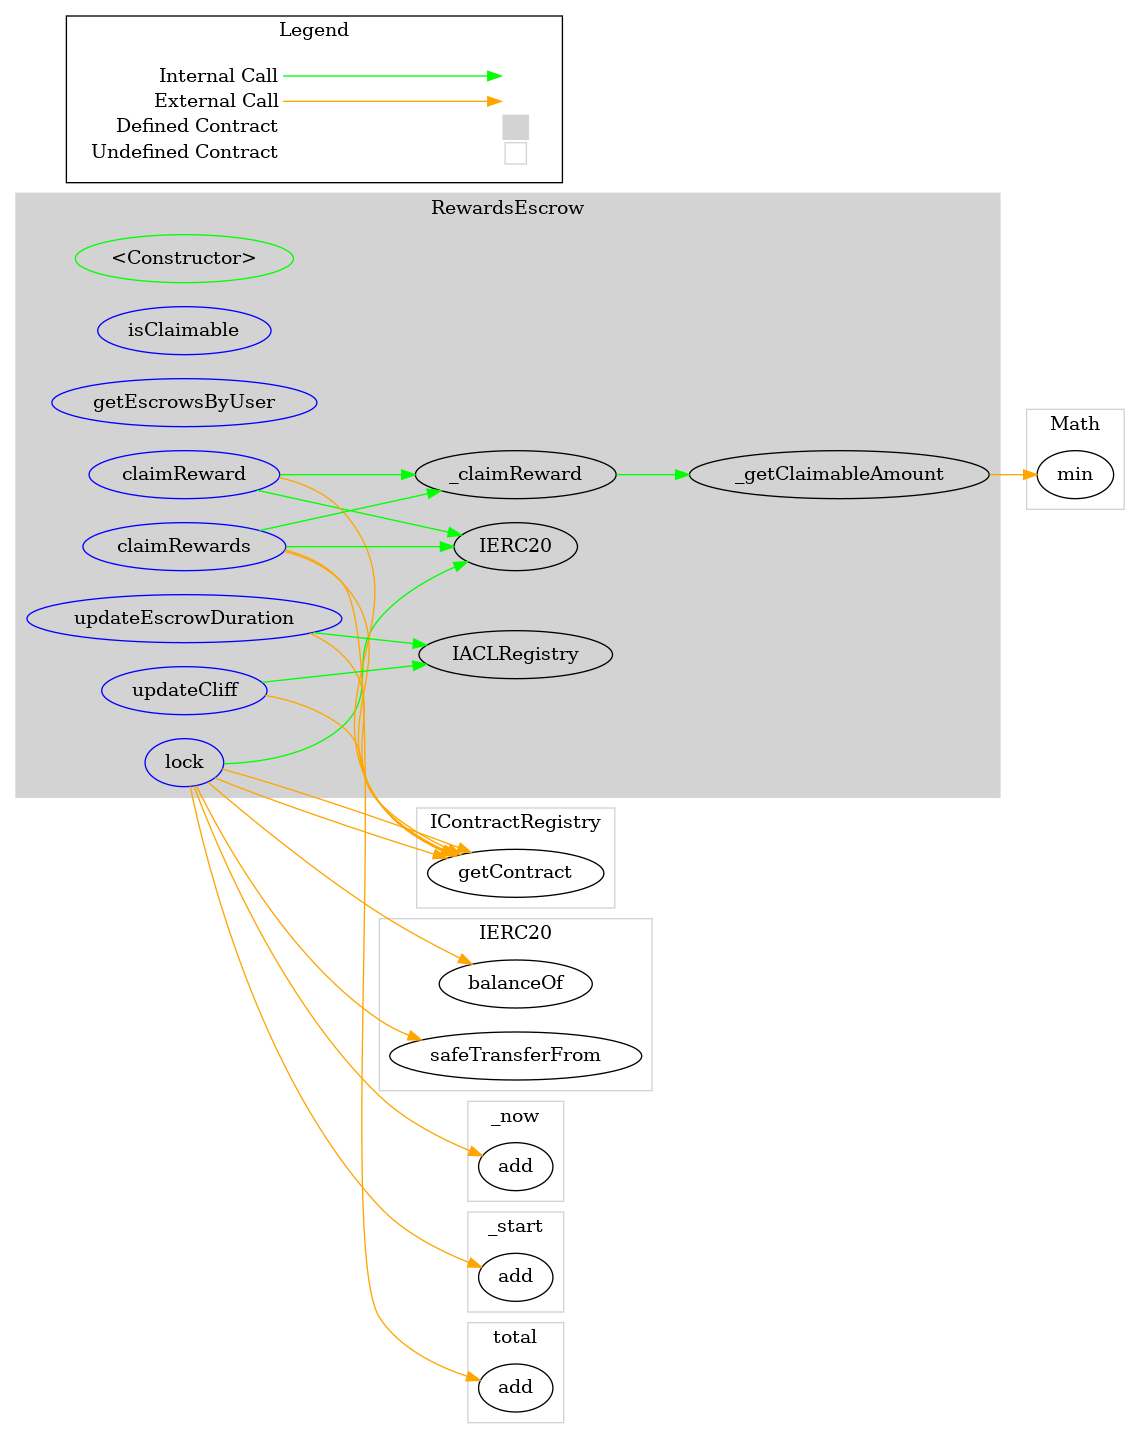 Legend
Internal Call
External Call
Defined Contract
Undefined Contract
RewardsEscrow
<Constructor>
isClaimable
getEscrowsByUser
claimReward
_claimReward
_getClaimableAmount
Math
min
claimRewards
IERC20
updateEscrowDuration
IACLRegistry
updateCliff
lock
IContractRegistry
getContract
IERC20
balanceOf
safeTransferFrom
_now
add
_start
add
total
add